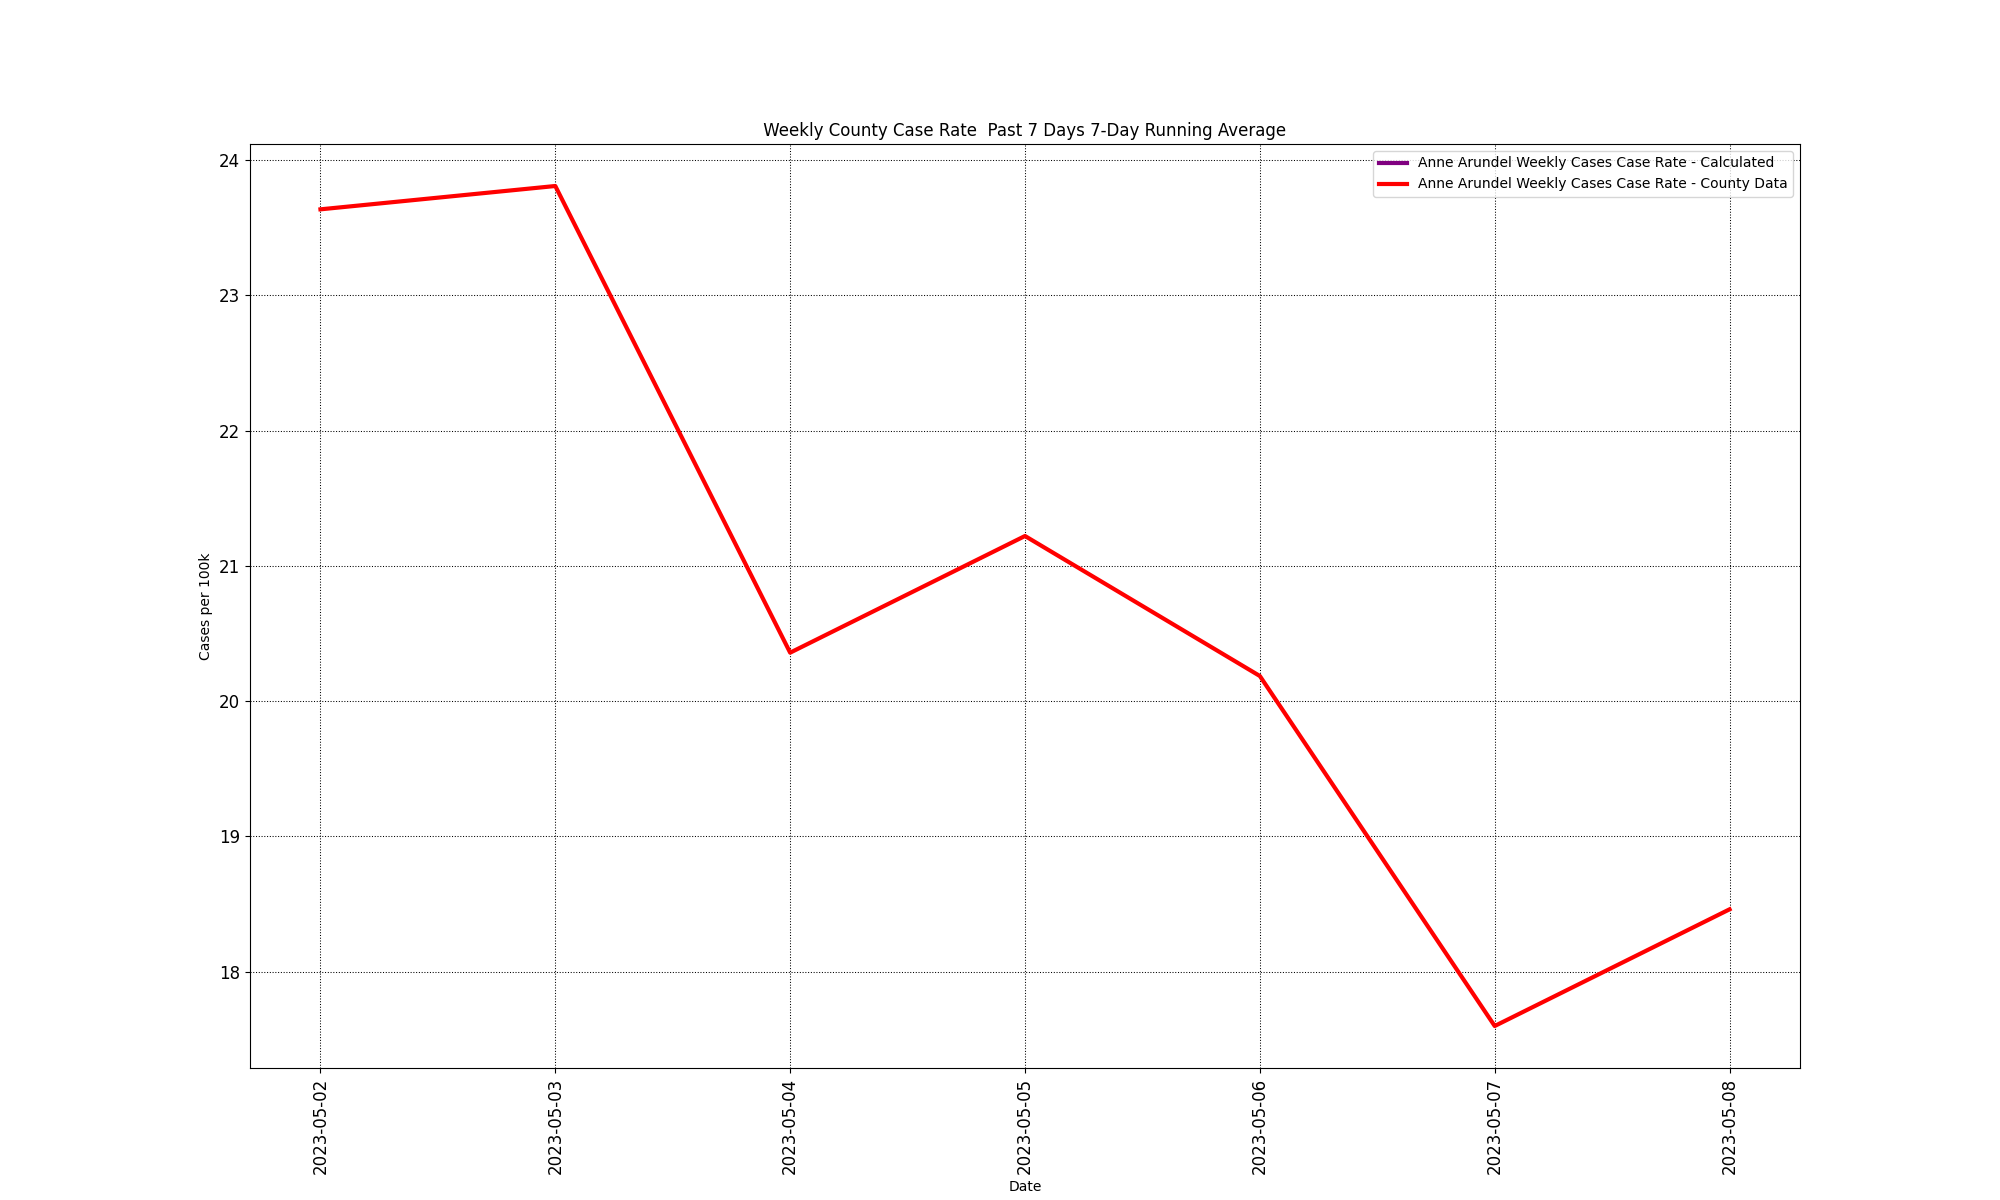 Weekly County Case Rate  Past 7 Days 7-Day Running Average
Anne Arundel Weekly Cases Case Rate - Calculated
Anne Arundel Weekly Cases Case Rate - County Data
Cases per 100k
24
23
22
21
20
19
18
2023-05-02
2023-05-03
2023-05-04
2023-05-05
2023-05-06
2023-05-07
2023-05-08
Date